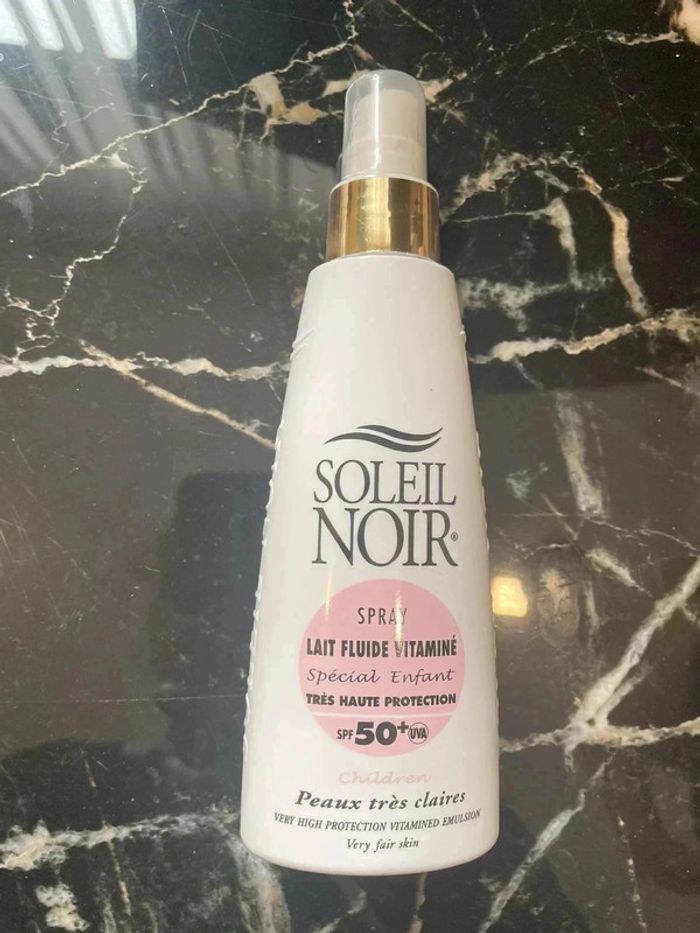 SOLEIL
NOIR®
SPRAY
LAIT FLUIDE VITAMINÉ
Spécial Enfant
TRÈS HAUTE PROTECTION
SPF 50+ UVA
Children
Peaux très claires
VERY HIGH PROTECTION VITAMINED EMULSION
Very fair skin